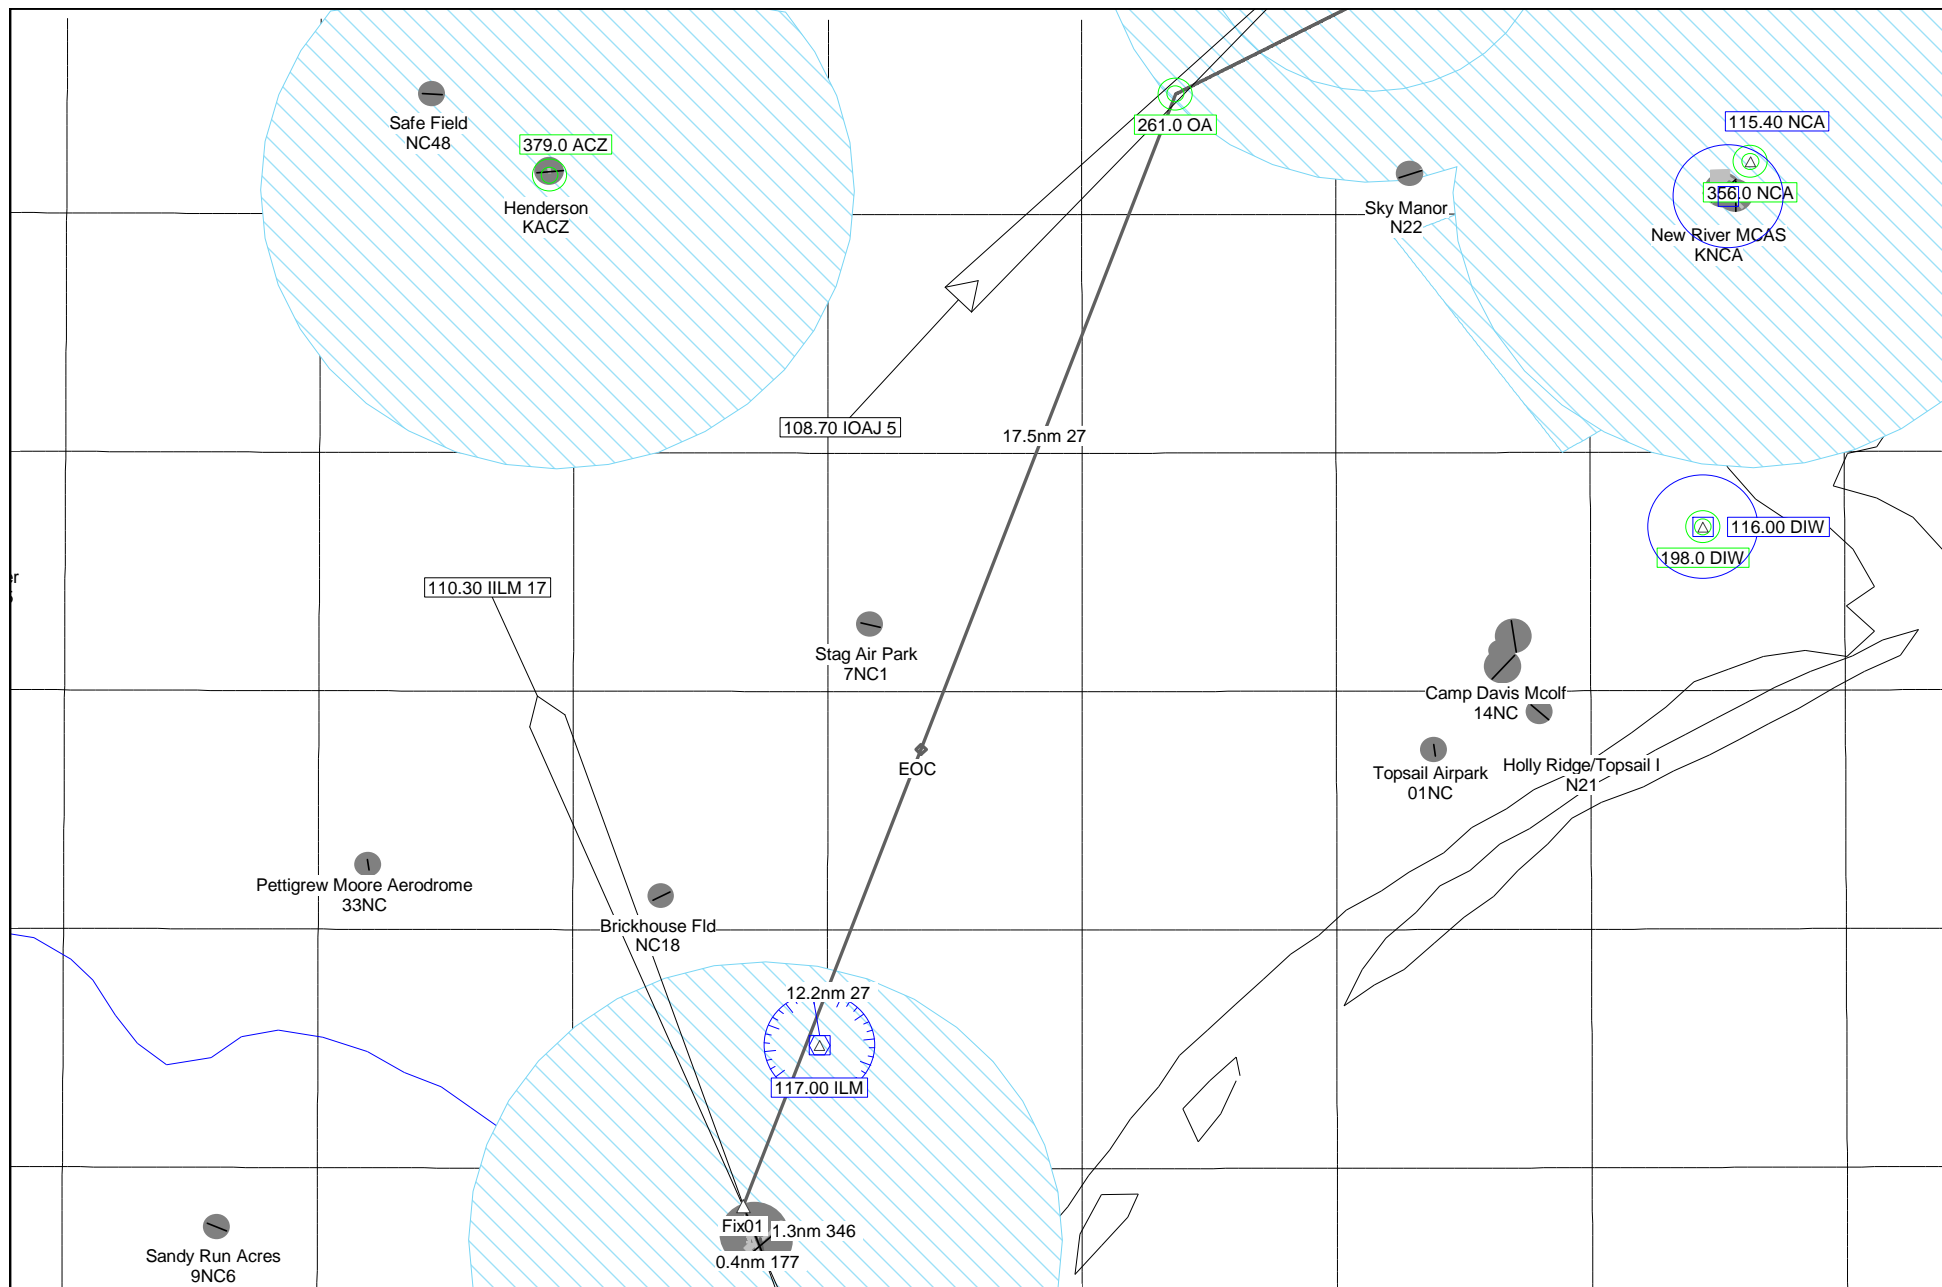 Safe Field
NC48
379.0 ACZ
Henderson
KACZ
261.0 OA
115.40 NCA
356.0 NCA
Sky Manor
N22
New River MCAS
KNCA
108.70 IOAJ 5
17.5nm 27
116.00 DIW
198.0 DIW
110.30 IILM 17
Stag Air Park
7NC1
Camp Davis Mcolf
14NC
EOC
Topsail Airpark
01NC
Holly Ridge/Topsail I
N21
Pettigrew Moore Aerodrome
33NC
Brickhouse Fld
NC18
12.2nm 27
117.00 ILM
Fix01
1.3nm 346
0.4nm 177
Sandy Run Acres
9NC6